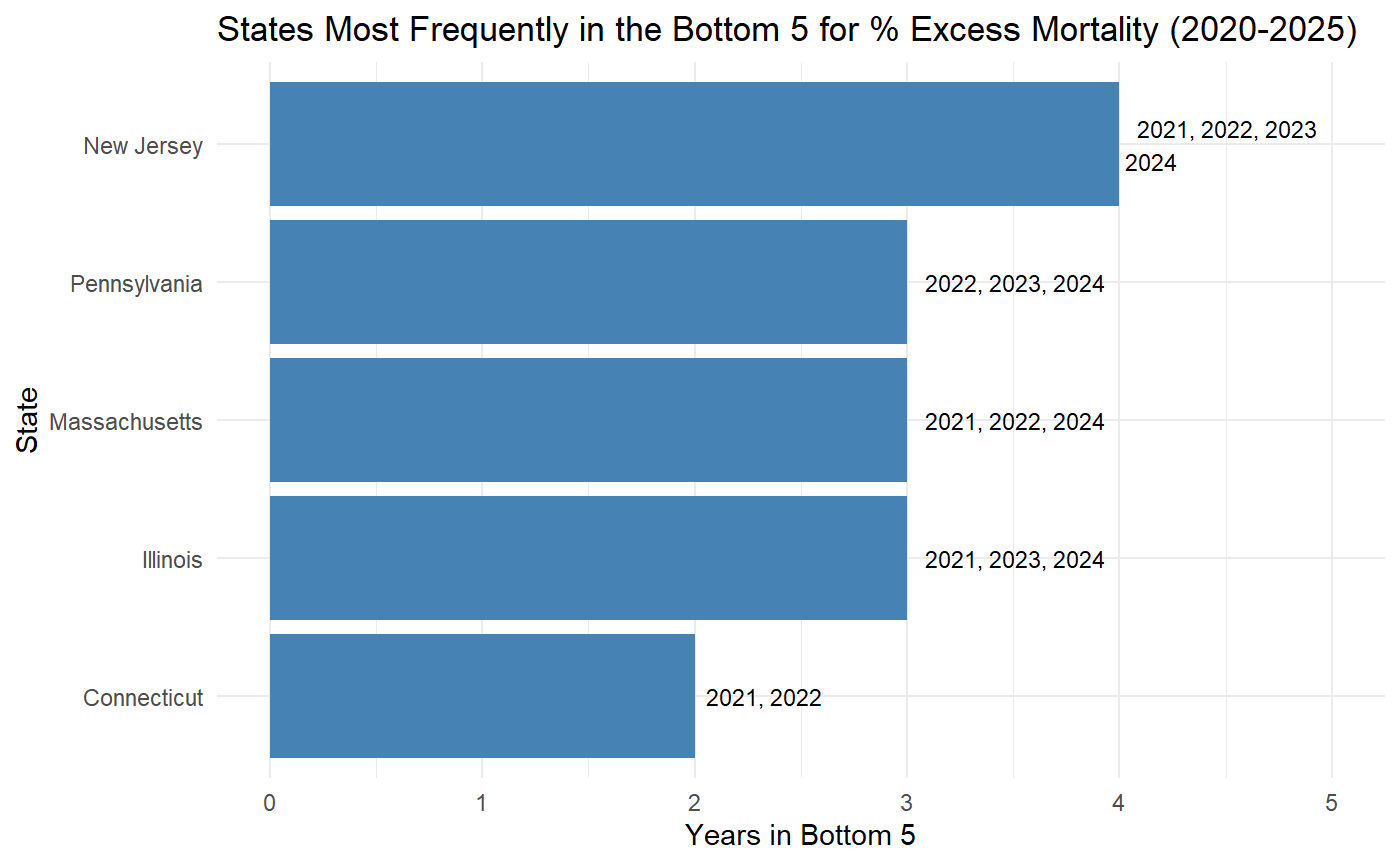 States Most Frequently in the Bottom 5 for % Excess Mortality (2020-2025)
New Jersey
2021, 2022, 2023
2024
Pennsylvania
2022, 2023, 2024
Massachusetts
2021, 2022, 2024
Illinois
2021, 2023, 2024
Connecticut
2021, 2022
State
0 1 2 3 4 5
Years in Bottom 5